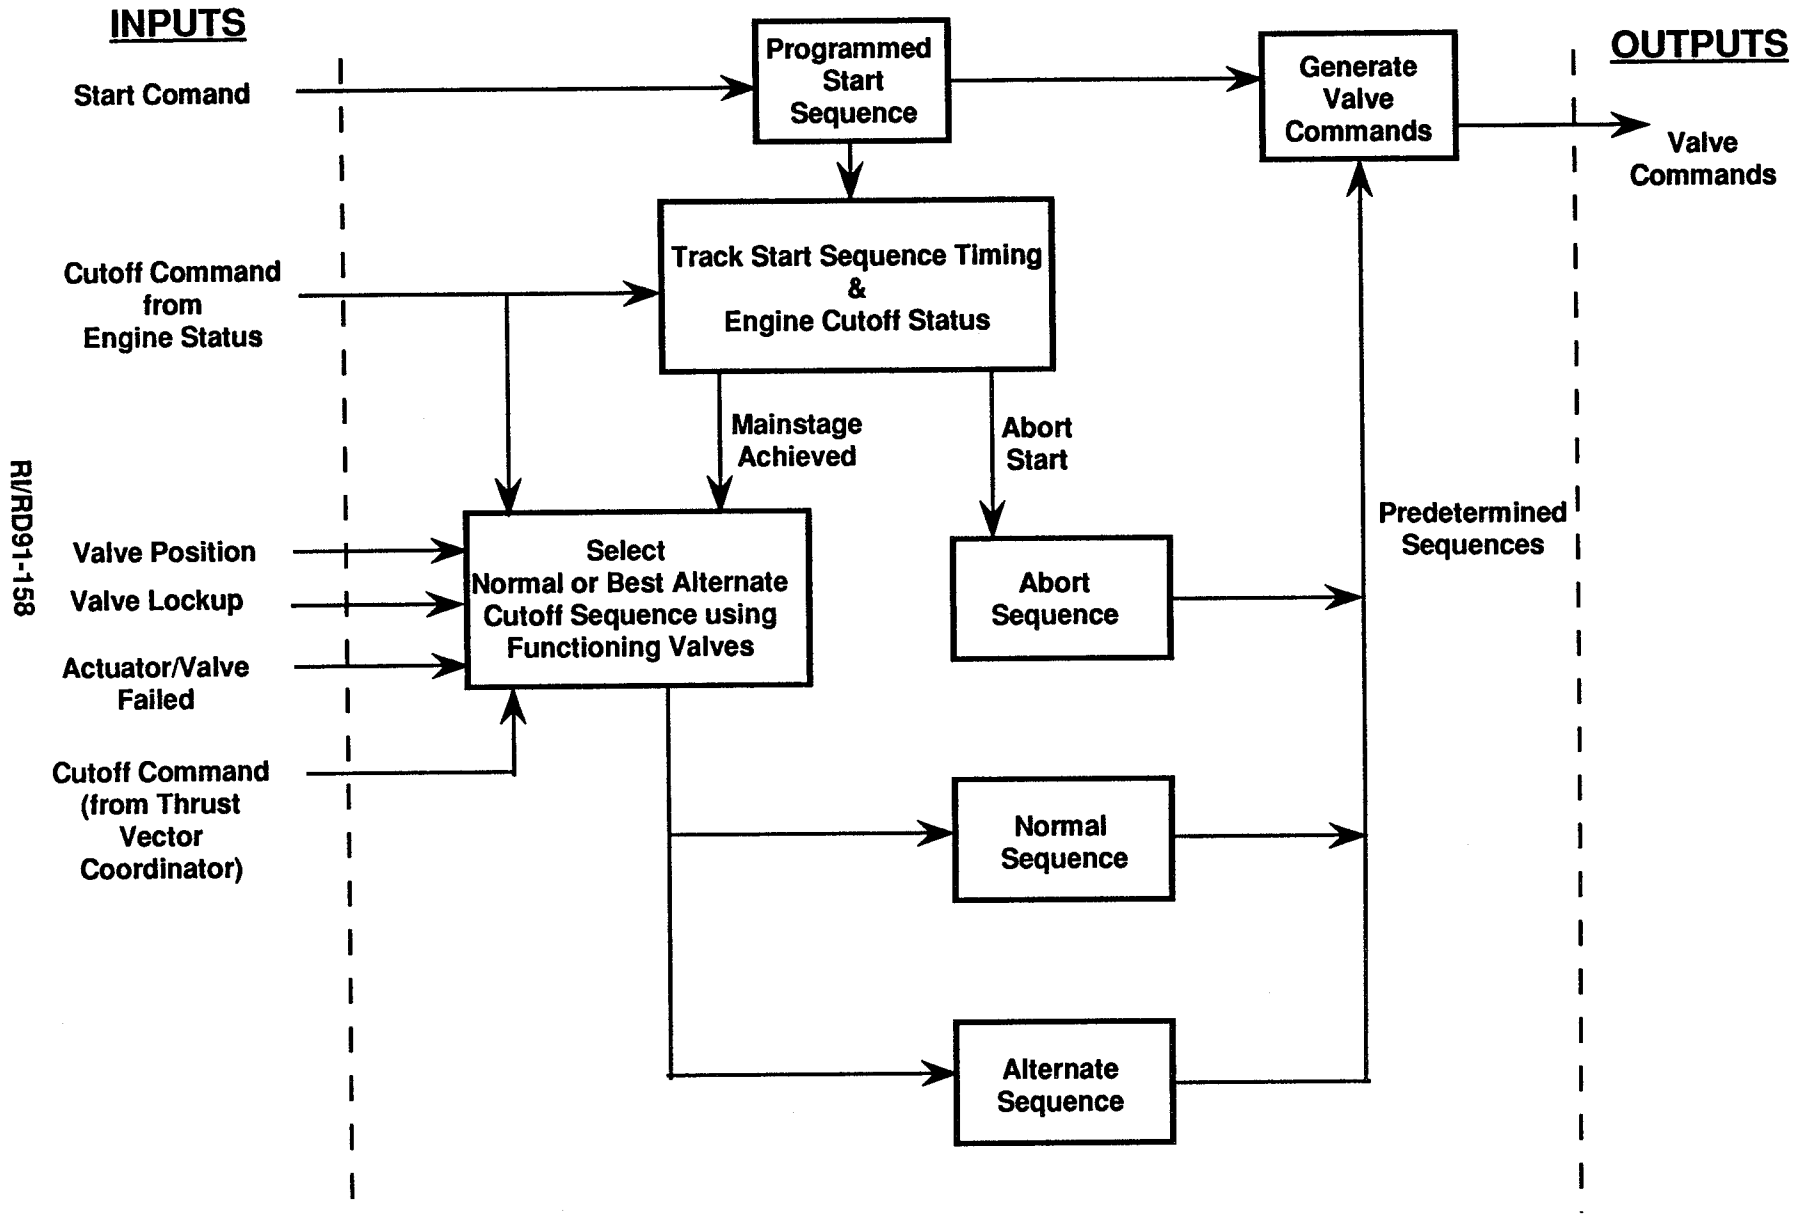 INPUTS
OUTPUTS
Start Comand
Programmed
Start
Sequence
Generate
Valve
Commands
Valve
Commands
Cutoff Command
from
Engine Status
Track Start Sequence Timing
&
Engine Cutoff Status
Mainstage
Achieved
Abort
Start
RI/RD91-158
Predetermined
Sequences
Valve Position
Valve Lockup
Actuator/Valve
Failed
Select
Normal or Best Alternate
Cutoff Sequence using
Functioning Valves
Abort
Sequence
Cutoff Command
(from Thrust
Vector
Coordinator)
Normal
Sequence
Alternate
Sequence